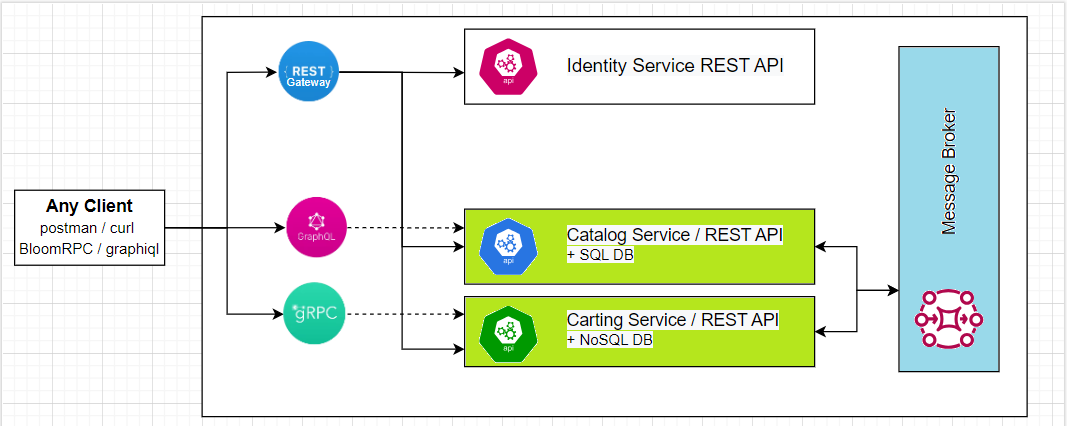 REST
Gateway
api
Identity Service REST API
Message Broker
Any Client
postman / curl
BloomRPC / graphiql
GraphQL
api
Catalog Service / REST API
+ SQL DB
gRPC
api
Carting Service / REST API
+ NoSQL DB